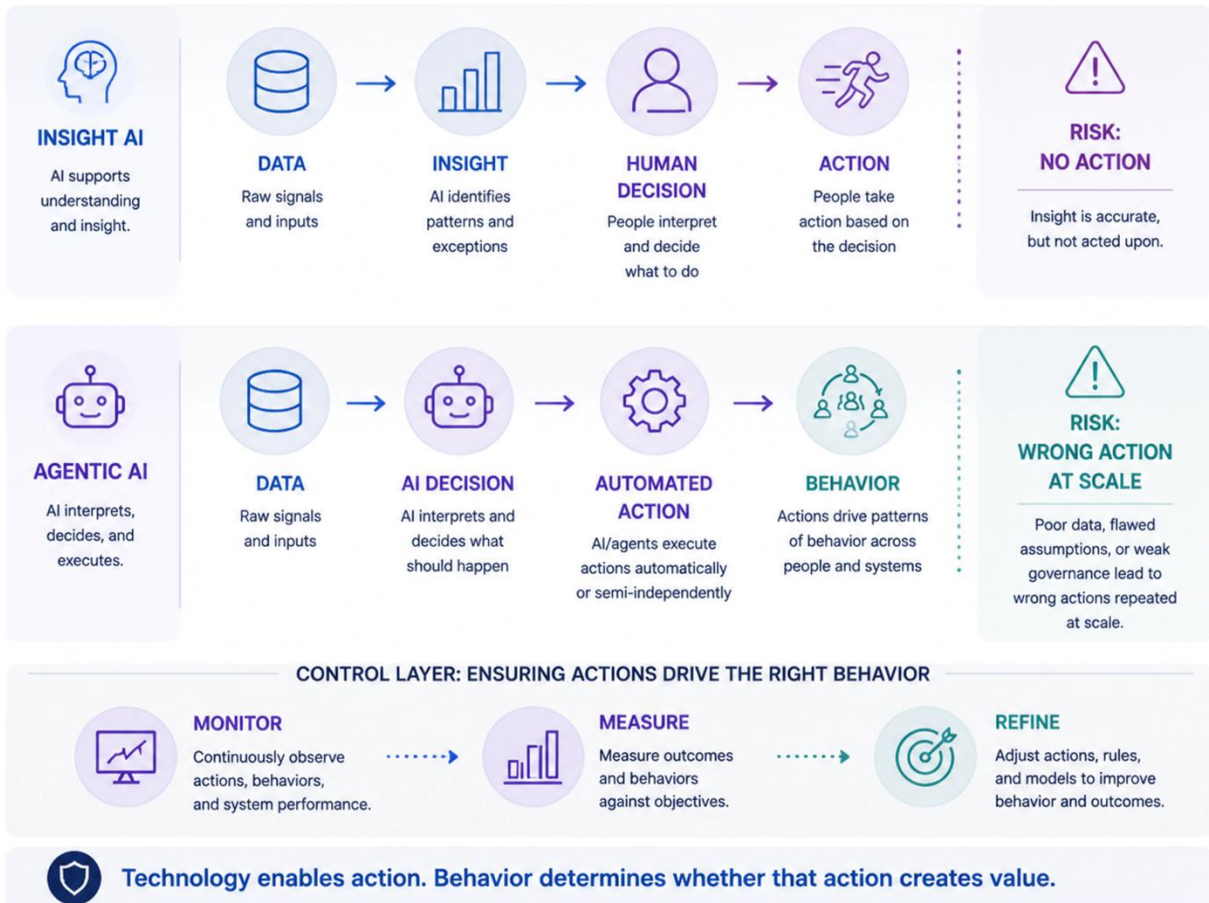 INSIGHT AI
AI supports
understanding
and insight.
DATA
Raw signals
and inputs
INSIGHT
AI identifies
patterns and
exceptions
HUMAN
DECISION
People interpret
and decide
what to do
ACTION
People take
action based on
the decision
RISK:
NO ACTION
Insight is accurate,
but not acted upon.
AGENTIC AI
AI interprets,
decides, and
executes.
DATA
Raw signals
and inputs
AI DECISION
AI interprets and
decides what
should happen
AUTOMATED
ACTION
AI/agents execute
actions automatically
or semi-independently
BEHAVIOR
Actions drive patterns
of behavior across
people and systems
RISK:
WRONG ACTION
AT SCALE
Poor data, flawed
assumptions, or weak
governance lead to
wrong actions repeated
at scale.
CONTROL LAYER: ENSURING ACTIONS DRIVE THE RIGHT BEHAVIOR
MONITOR
Continuously observe
actions, behaviors,
and system performance.
MEASURE
Measure outcomes
and behaviors
against objectives.
REFINE
Adjust actions, rules,
and models to improve
behavior and outcomes.
Technology enables action. Behavior determines whether that action creates value.